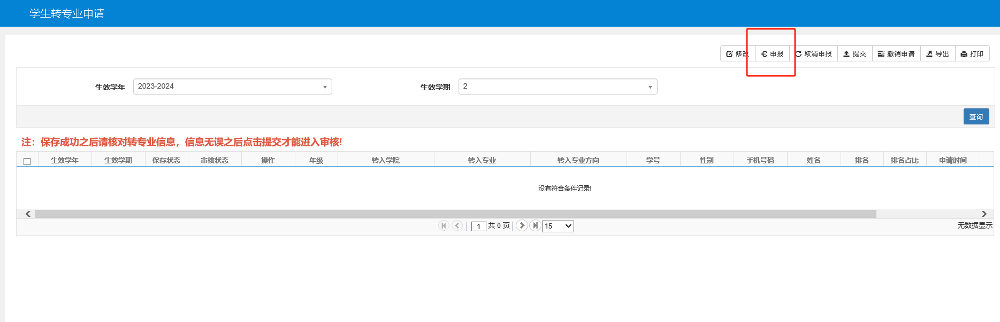 学生转专业申请
修改 申报 取消申报 提交 撤销申请 导出 打印
生效学年 2023-2024 生效学期 2
查询
注：保存成功之后请核对转专业信息，信息无误之后点击提交才能进入审核!
生效学年 生效学期 保存状态 审核状态 操作 年级 转入学院 转入专业 转入专业方向 学号 性别 手机号码 姓名 排名 排名占比 申请时间
没有符合条件记录!
1 共 0 页 15 无数据显示